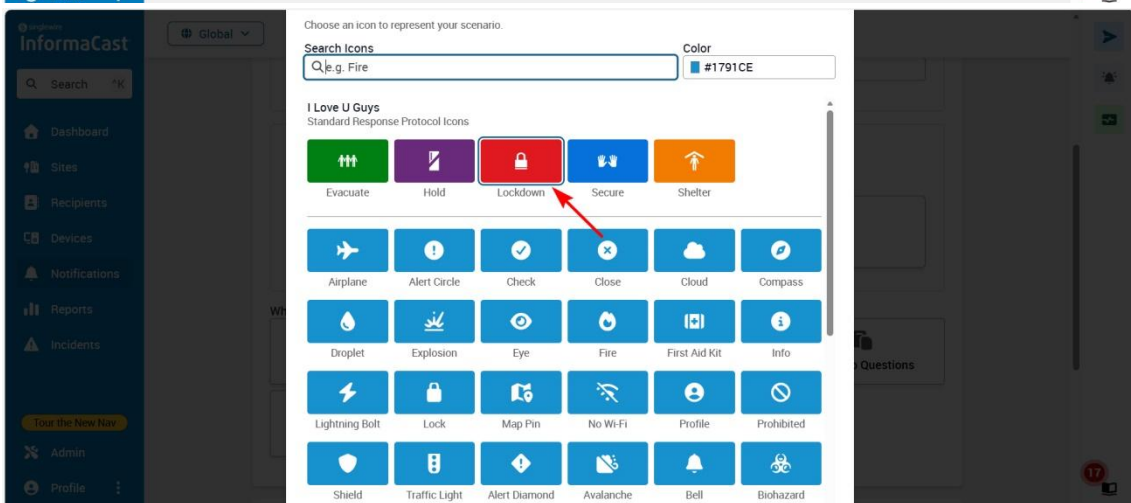 Choose an icon to represent your scenario.
Search Icons
Color
e.g. Fire
#1791CE
I Love U Guys
Standard Response Protocol Icons
Evacuate
Hold
Lockdown
Secure
Shelter
Airplane
Alert Circle
Check
Close
Cloud
Compass
Droplet
Explosion
Eye
Fire
First Aid Kit
Info
Lightning Bolt
Lock
Map Pin
No Wi-Fi
Profile
Prohibited
Shield
Traffic Light
Alert Diamond
Avalanche
Bell
Biohazard
InformaCast
Global
Search
Dashboard
Sites
Recipients
Devices
Notifications
Reports
Incidents
Tour the New Nav
Admin
Profile
Questions
17